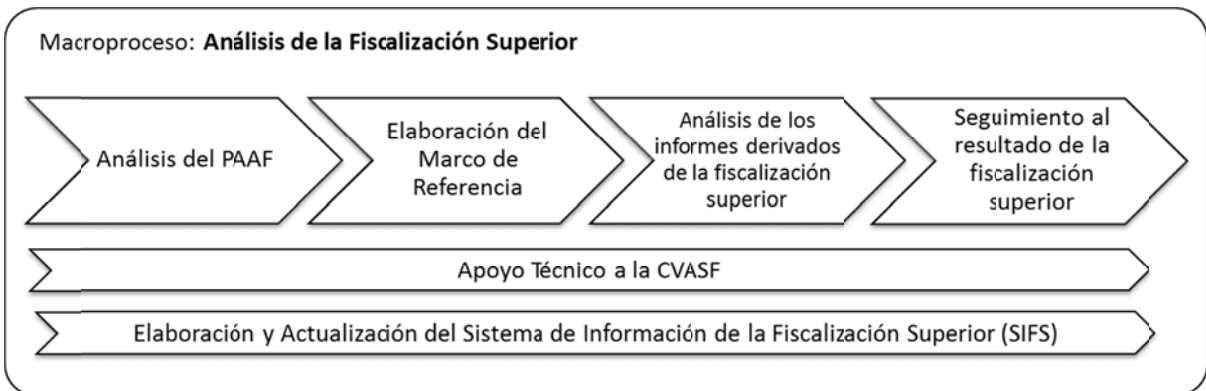 Macroproceso: Análisis de la Fiscalización Superior
Análisis del PAAF
Elaboración del
Marco de
Referencia
Análisis de los
informes derivados
de la fiscalización
superior
Seguimiento al
resultado de la
fiscalización
superior
Apoyo Técnico a la CVASF
Elaboración y Actualización del Sistema de Información de la Fiscalización Superior (SIFS)